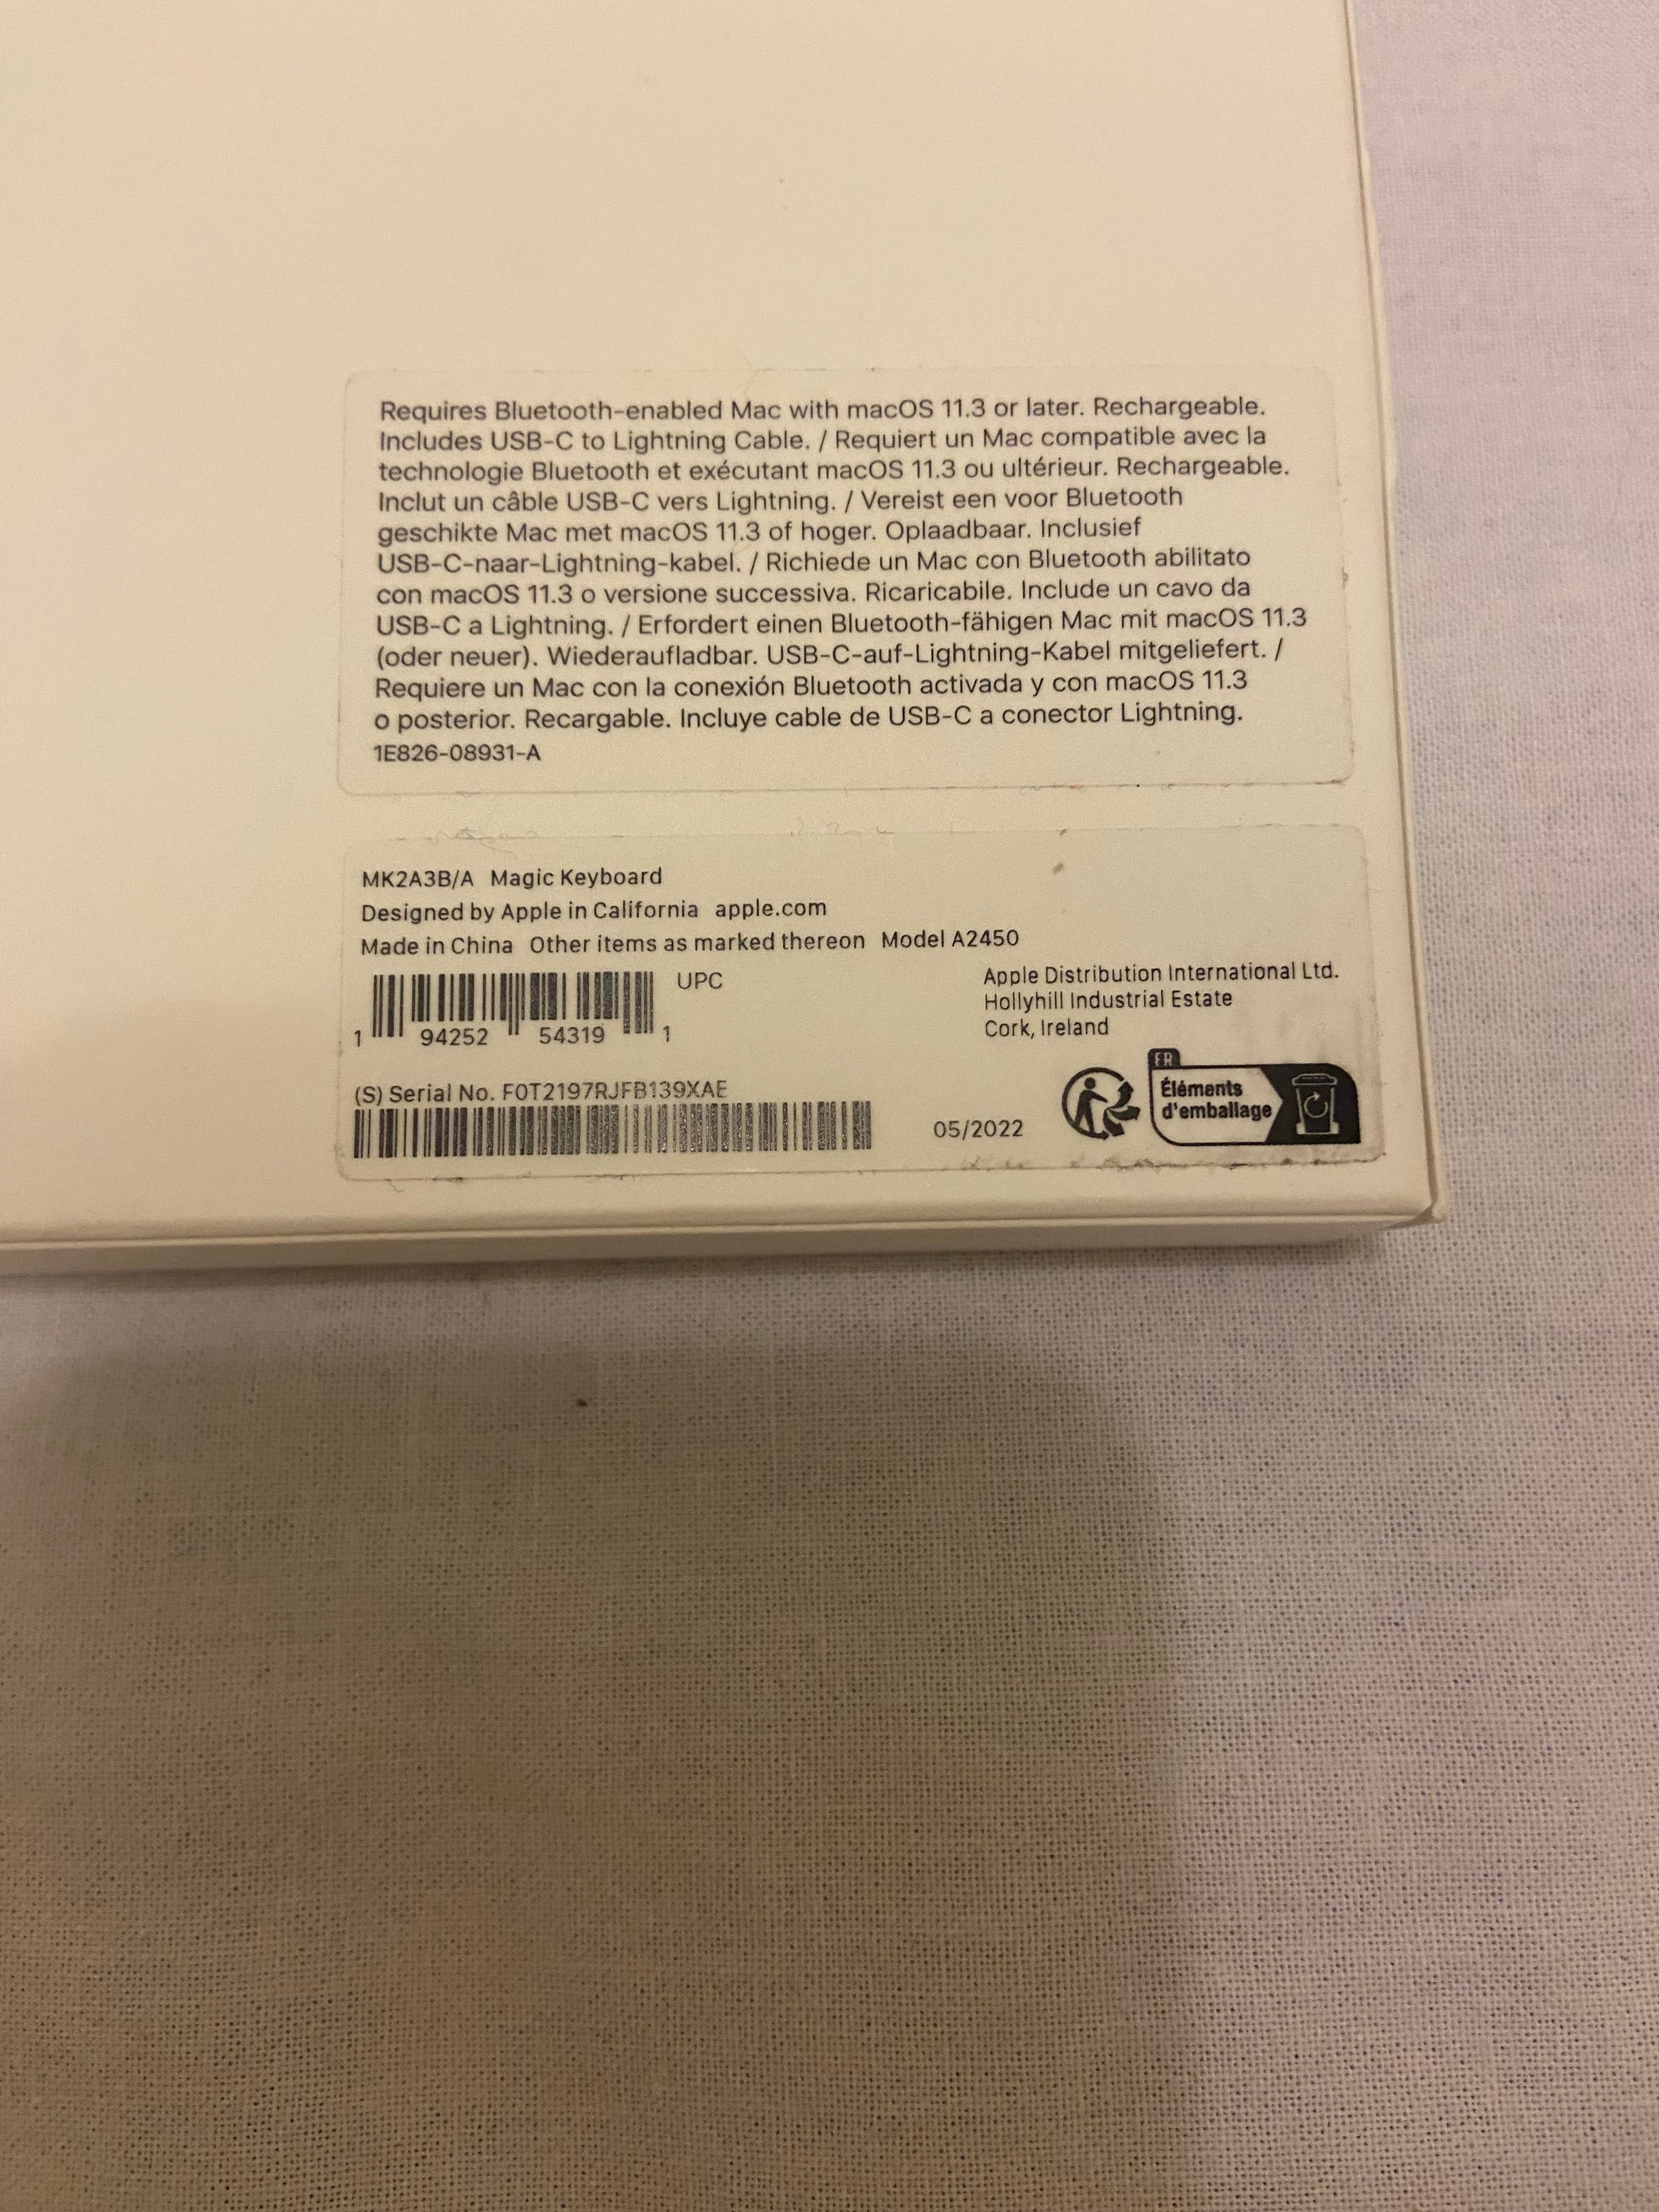 Requires Bluetooth-enabled Mac with macOS 11.3 or later. Rechargeable.
Includes USB-C to Lightning Cable. / Requiert un Mac compatible avec la
technologie Bluetooth et exécutant macOS 11.3 ou ultérieur. Rechargeable.
Inclut un câble USB-C vers Lightning. / Vereist een voor Bluetooth
geschikte Mac met macOS 11.3 of hoger. Oplaadbaar. Inclusief
USB-C-naar-Lightning-kabel. / Richiede un Mac con Bluetooth abilitato
con macOS 11.3 o versione successiva. Ricaricabile. Include un cavo da
USB-C a Lightning. / Erfordert einen Bluetooth-fähigen Mac mit macOS 11.3
(oder neuer). Wiederaufladbar. USB-C-auf-Lightning-Kabel mitgeliefert. /
Requiere un Mac con la conexión Bluetooth activada y con macOS 11.3
o posterior. Recargable. Incluye cable de USB-C a conector Lightning.
1E826-08931-A
MK2A3B/A Magic Keyboard
Designed by Apple in California apple.com
Made in China Other items as marked thereon Model A2450
UPC
1 94252 54319 1
Apple Distribution International Ltd.
Hollyhill Industrial Estate
Cork, Ireland
(S) Serial No. F0T2197RJFB139XAE
05/2022
FR
Éléments
d'emballage